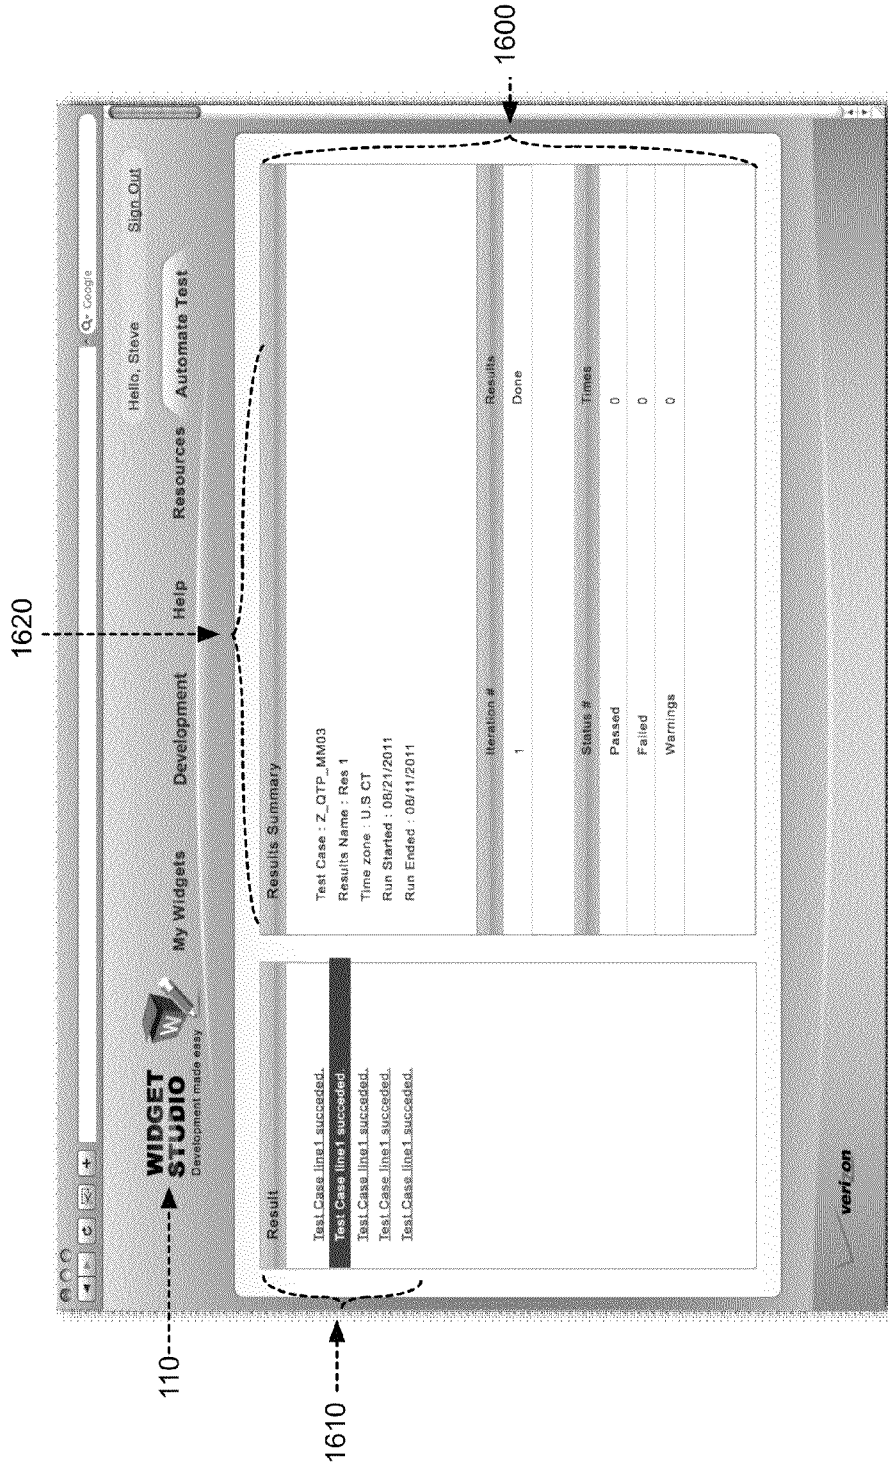 1620
Google
Hello, Steve
Sign Out
110
WIDGET
STUDIO
Development made easy
W
My Widgets
Development
Help
Resources
Automate Test
1610
Result
Test Case line1 succeded.
Test Case line1 succeded
Test Case line1 succeded.
Test Case line1 succeded.
Test Case line1 succeded.
Results Summary
Test Case : Z_QTP_MM03
Results Name : Res 1
Time zone : U.S CT
Run Started : 08/21/2011
Run Ended : 08/11/2011
Iteration # Results
1 Done
Status # Times
Passed 0
Failed 0
Warnings 0
1600
veri on